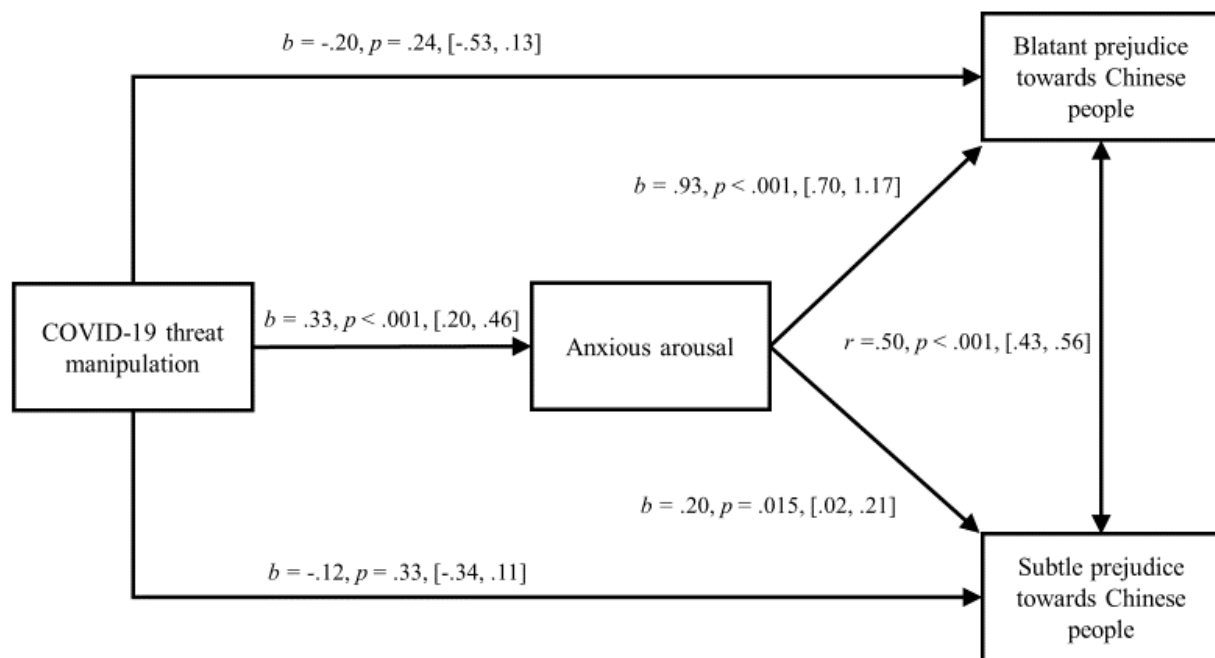 b = -.20, p = .24, [-.53, .13]
Blatant prejudice
towards Chinese
people
b = .93, p < .001, [.70, 1.17]
COVID-19 threat
manipulation
b = .33, p < .001, [.20, .46]
Anxious arousal
r =.50, p < .001, [.43, .56]
b = .20, p = .015, [.02, .21]
b = -.12, p = .33, [-.34, .11]
Subtle prejudice
towards Chinese
people